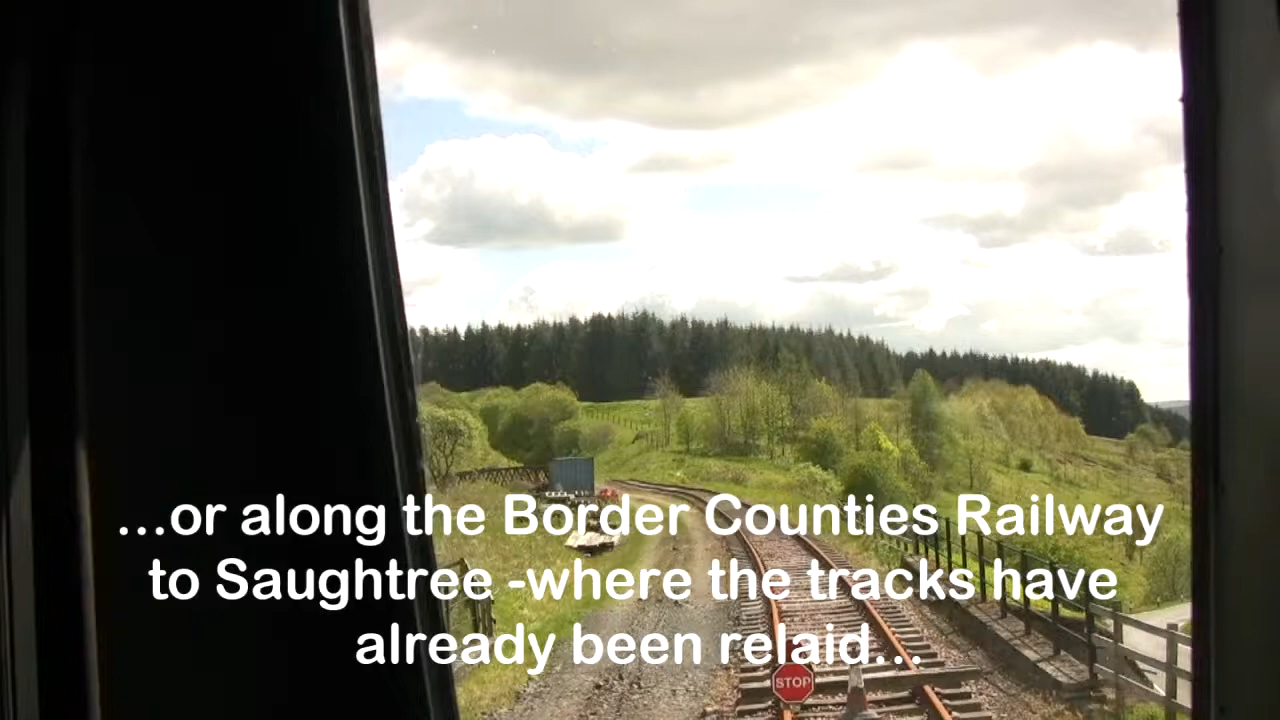 ...or along the Border Counties Railway
to Saughtree -where the tracks have
already been relaid...
STOP